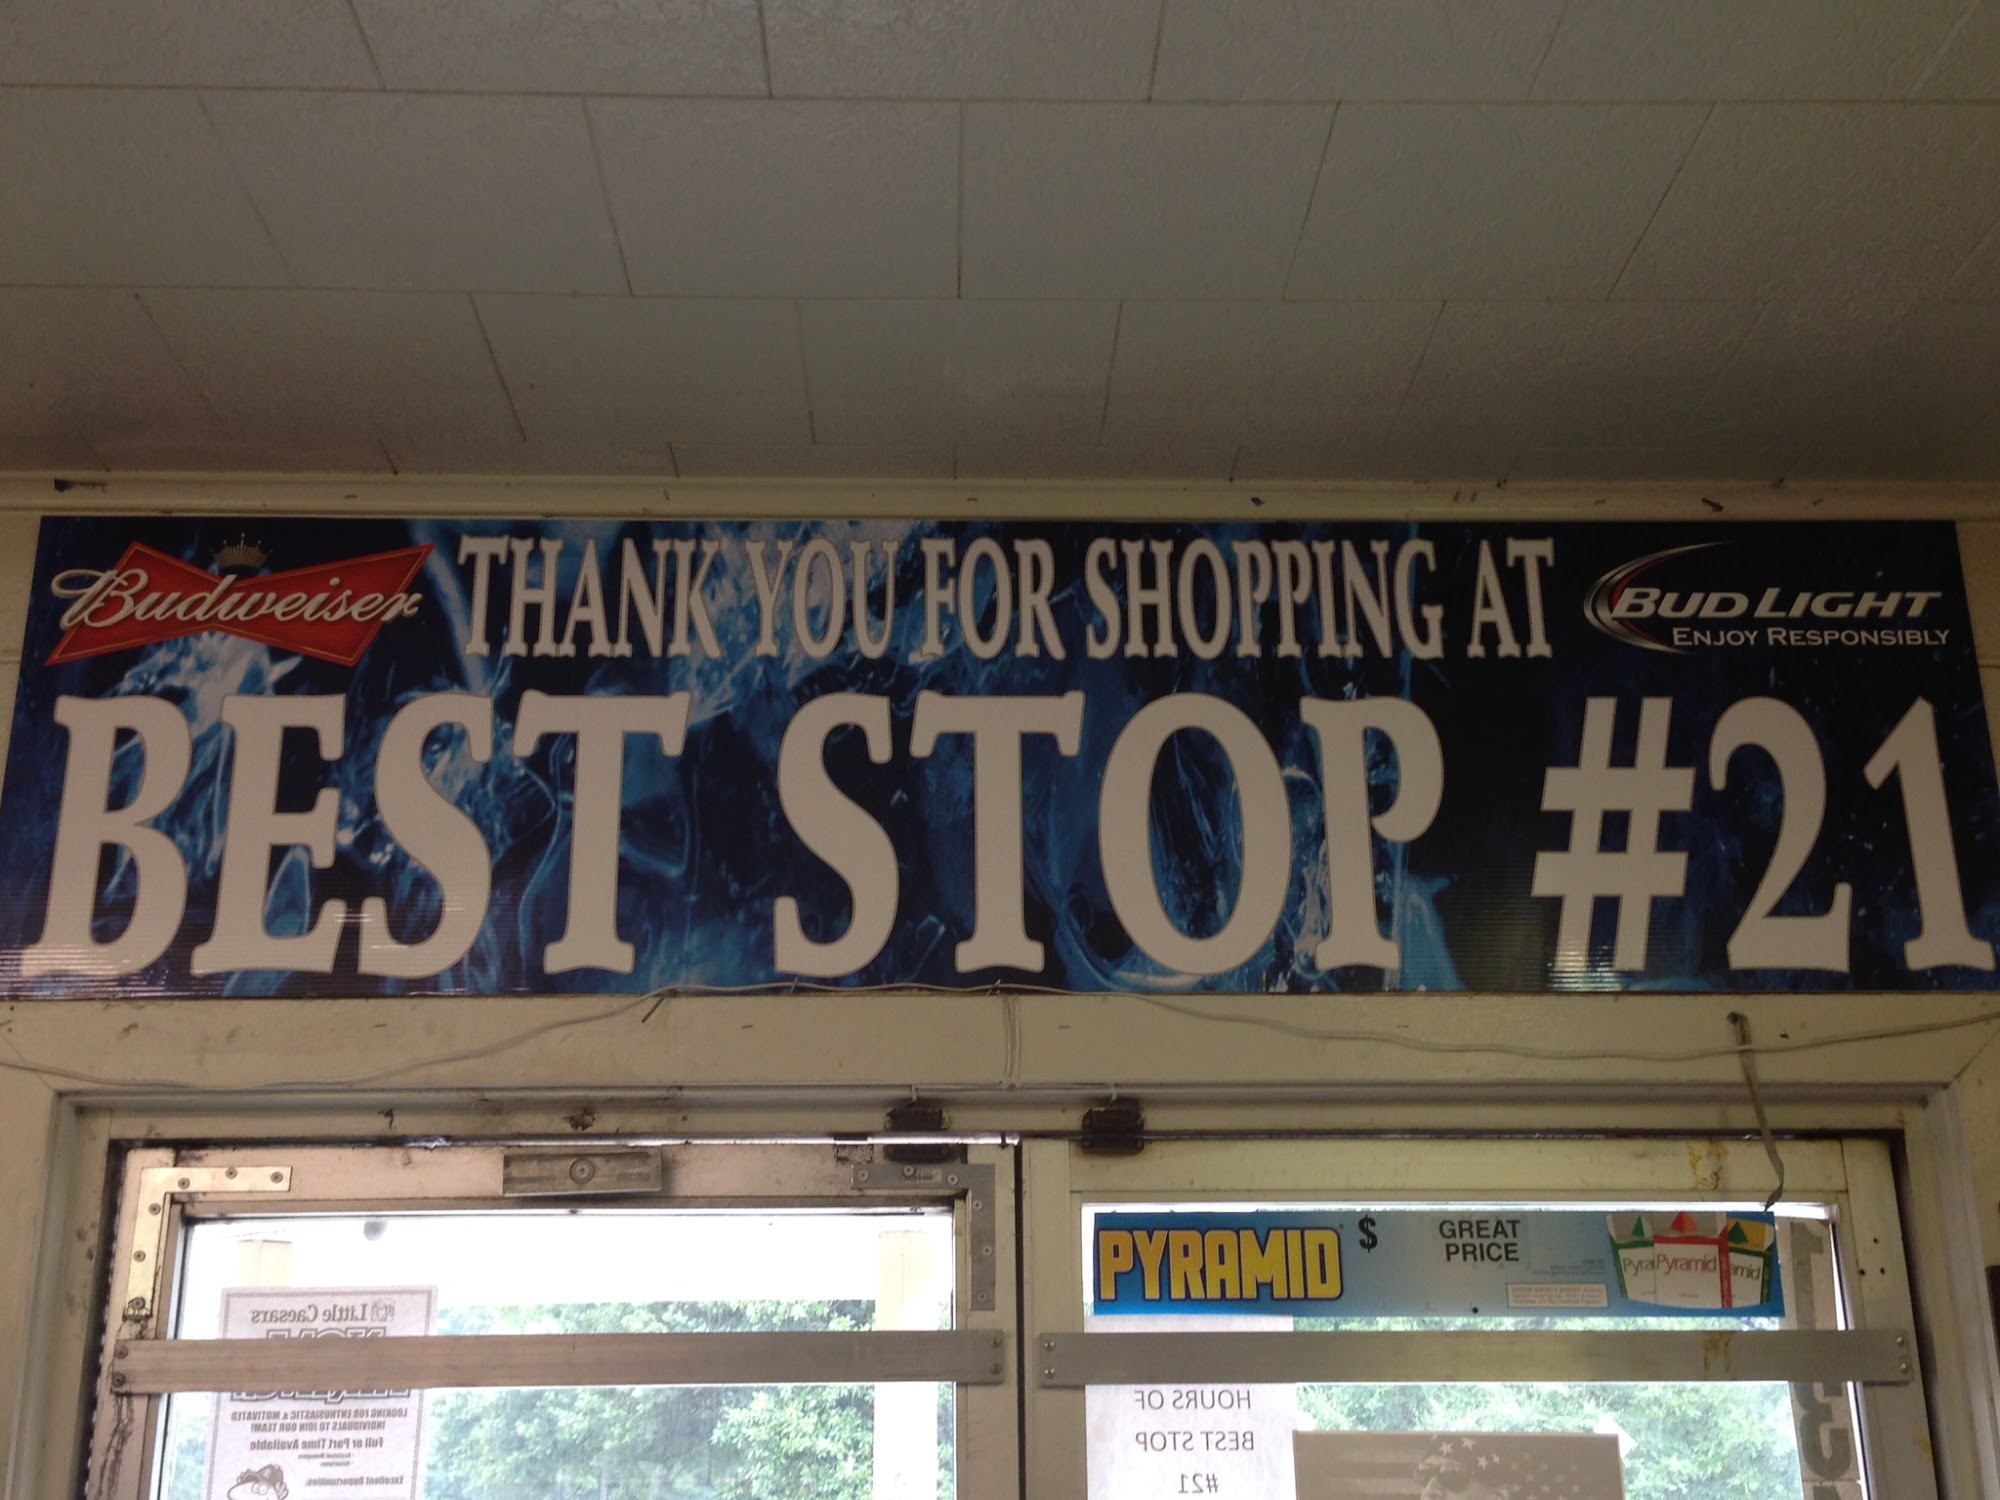 Budweiser
THANK YOU FOR SHOPPING AT
BUD LIGHT
ENJOY RESPONSIBLY
BEST STOP #21
PYRAMID $
GREAT
PRICE
Pyramid
Little Caesars
LOOKING FOR ENTHUSIASTIC & MOTIVATED
INDIVIDUALS TO JOIN OUR TEAM!
Full or Part Time Available
Excellent Opportunities
HOURS OF
BEST STOP
#21